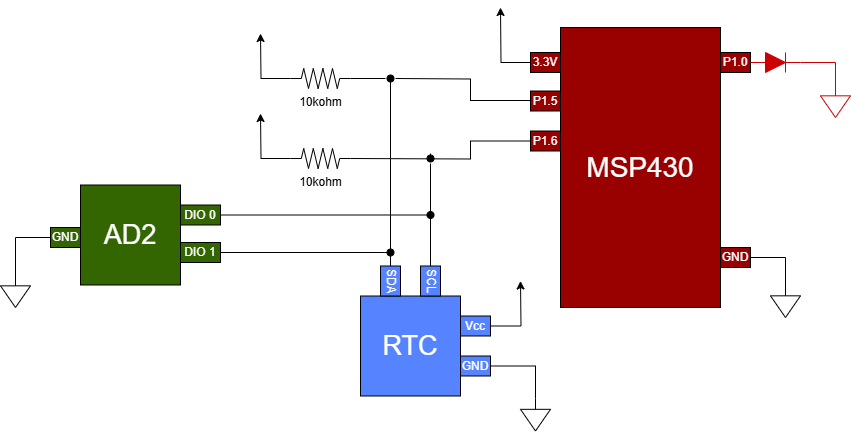 3.3V
P1.0
10kohm
P1.5
P1.6
10kohm
MSP430
DIO 0
GND
AD2
DIO 1
GND
SDA
SCL
Vcc
RTC
GND